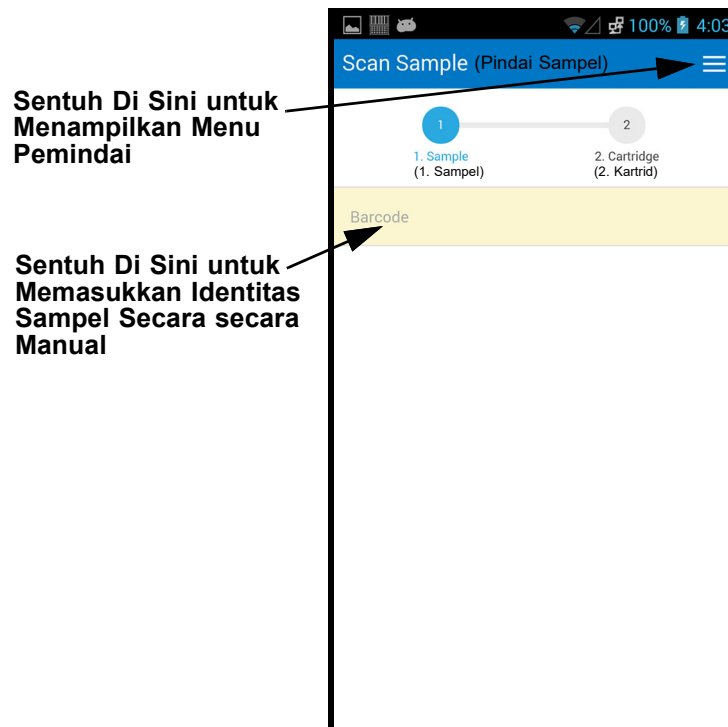 100% 4:03
Scan Sample (Pindai Sampel)
Sentuh Di Sini untuk
Menampilkan Menu
Pemindai
1
2
1. Sample
2. Cartridge
(1. Sampel)
(2. Kartrid)
Barcode
Sentuh Di Sini untuk
Memasukkan Identitas
Sampel Secara secara
Manual